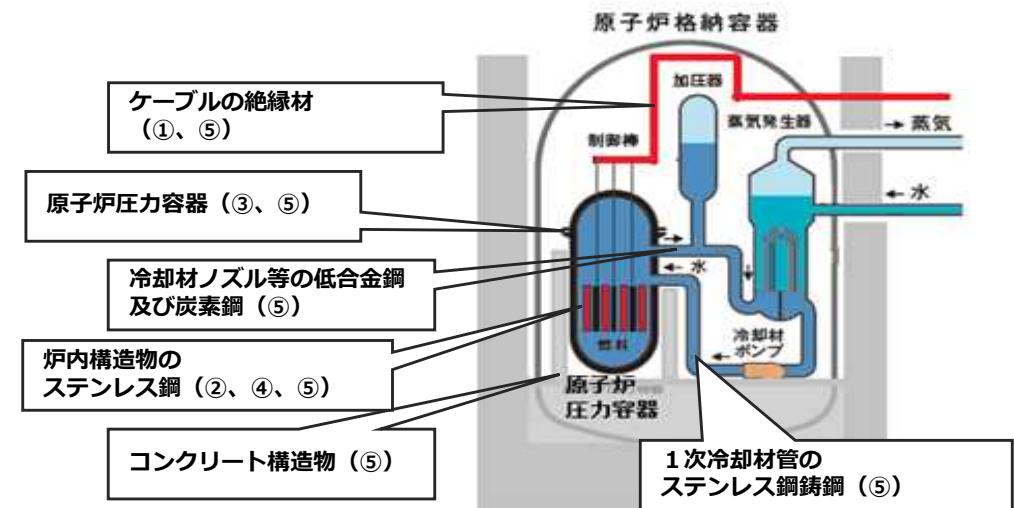 原子炉格納容器
ケーブルの絶縁材
（①、⑤）
加圧器
蒸気発生器
→ 蒸気
制御棒
原子炉圧力容器（③、⑤）
← 水
→
冷却材ノズル等の低合金鋼
及び炭素鋼（⑤）
← 水
↓
冷却材
ポンプ
←
燃料
炉内構造物の
ステンレス鋼（②、④、⑤）
原子炉
圧力容器
コンクリート構造物（⑤）
１次冷却材管の
ステンレス鋼鋳鋼（⑤）